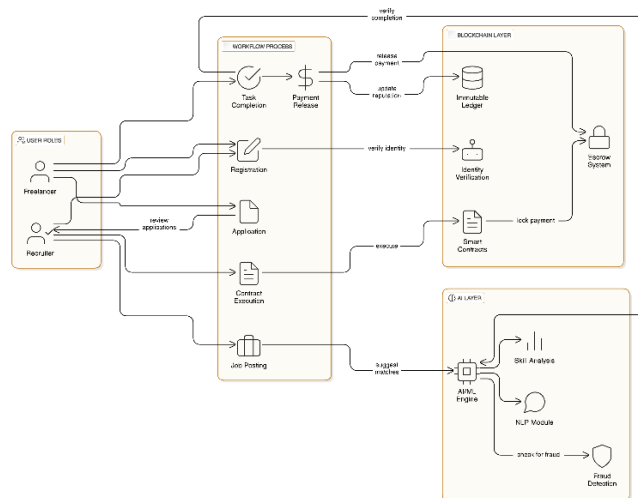 verify
completion
WORKFLOW PROCESS
BLOCKCHAIN LAYER
release
payment
update
reputation
Task
Completion
Payment
Release
Immutable
Ledger
USER ROLES
Escrow
System
Freelancer
Registration
verify identity
Identity
Verification
review
applications
Recruiter
Application
lock payment
Smart
Contracts
execute
Contract
Execution
AI LAYER
Job Posting
suggest
matches
Skill Analysis
AI/ML
Engine
NLP Module
check for fraud
Fraud
Detection